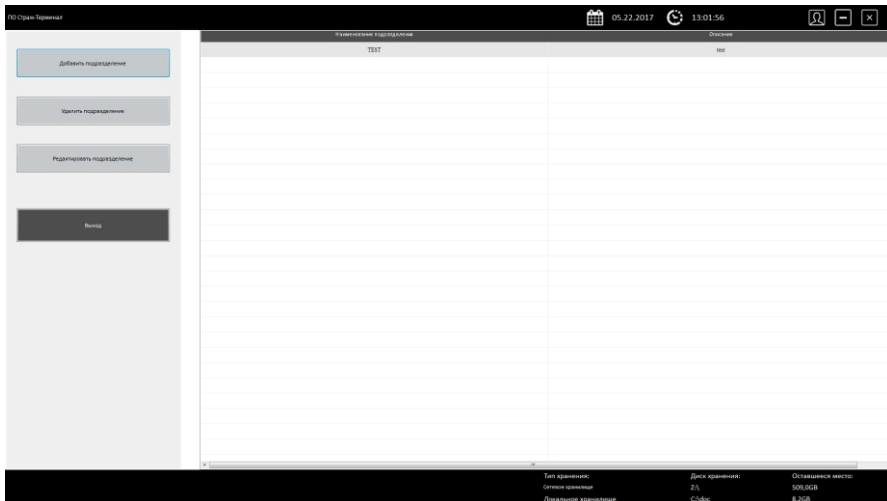 ПО Страж-Терминал 05.22.2017 13:01:56
Наименование подразделения Описание
TEST test
Добавить подразделение
Удалить подразделение
Редактировать подразделение
Выход
Тип хранения: Диск хранения: Оставшееся место:
Сетевое хранилище Z:\ 509,0GB
Локальное хранилище C:\doc 8,2GB